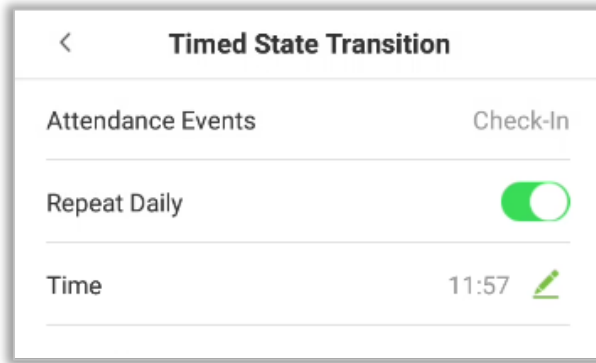 Timed State Transition
Attendance Events Check-In
Repeat Daily
Time 11:57